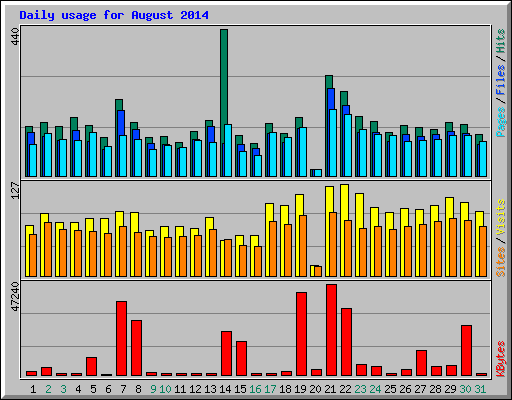 Daily usage for August 2014
440
Pages / Files / Hits
127
Sites / Visits
47240
KBytes
1 2 3 4 5 6 7 8 9 10 11 12 13 14 15 16 17 18 19 20 21 22 23 24 25 26 27 28 29 30 31